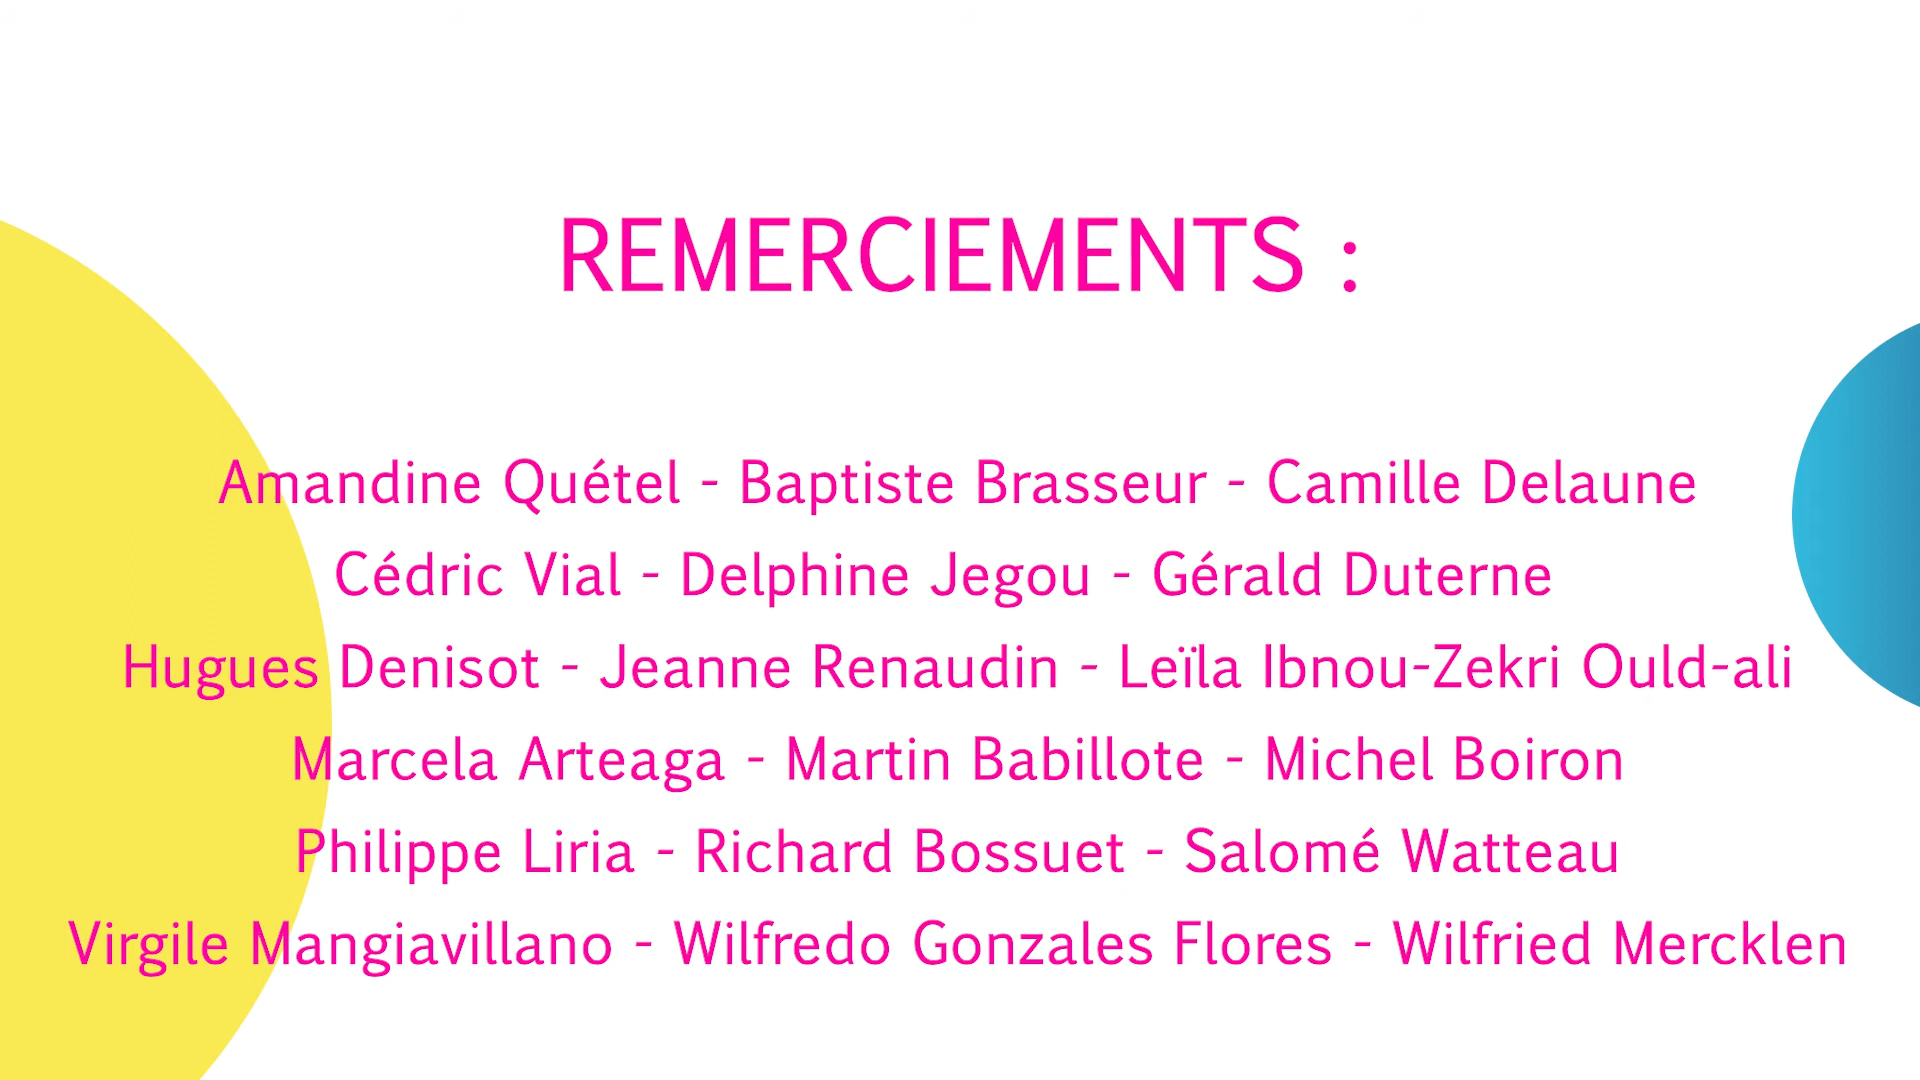 REMERCIEMENTS :
Amandine Quétel - Baptiste Brasseur - Camille Delaune
Cédric Vial - Delphine Jegou - Gérald Duterne
Hugues Denisot - Jeanne Renaudin - Leïla Ibnou-Zekri Ould-ali
Marcela Arteaga - Martin Babillote - Michel Boiron
Philippe Liria - Richard Bossuet - Salomé Watteau
Virgile Mangiavillano - Wilfredo Gonzales Flores - Wilfried Mercklen